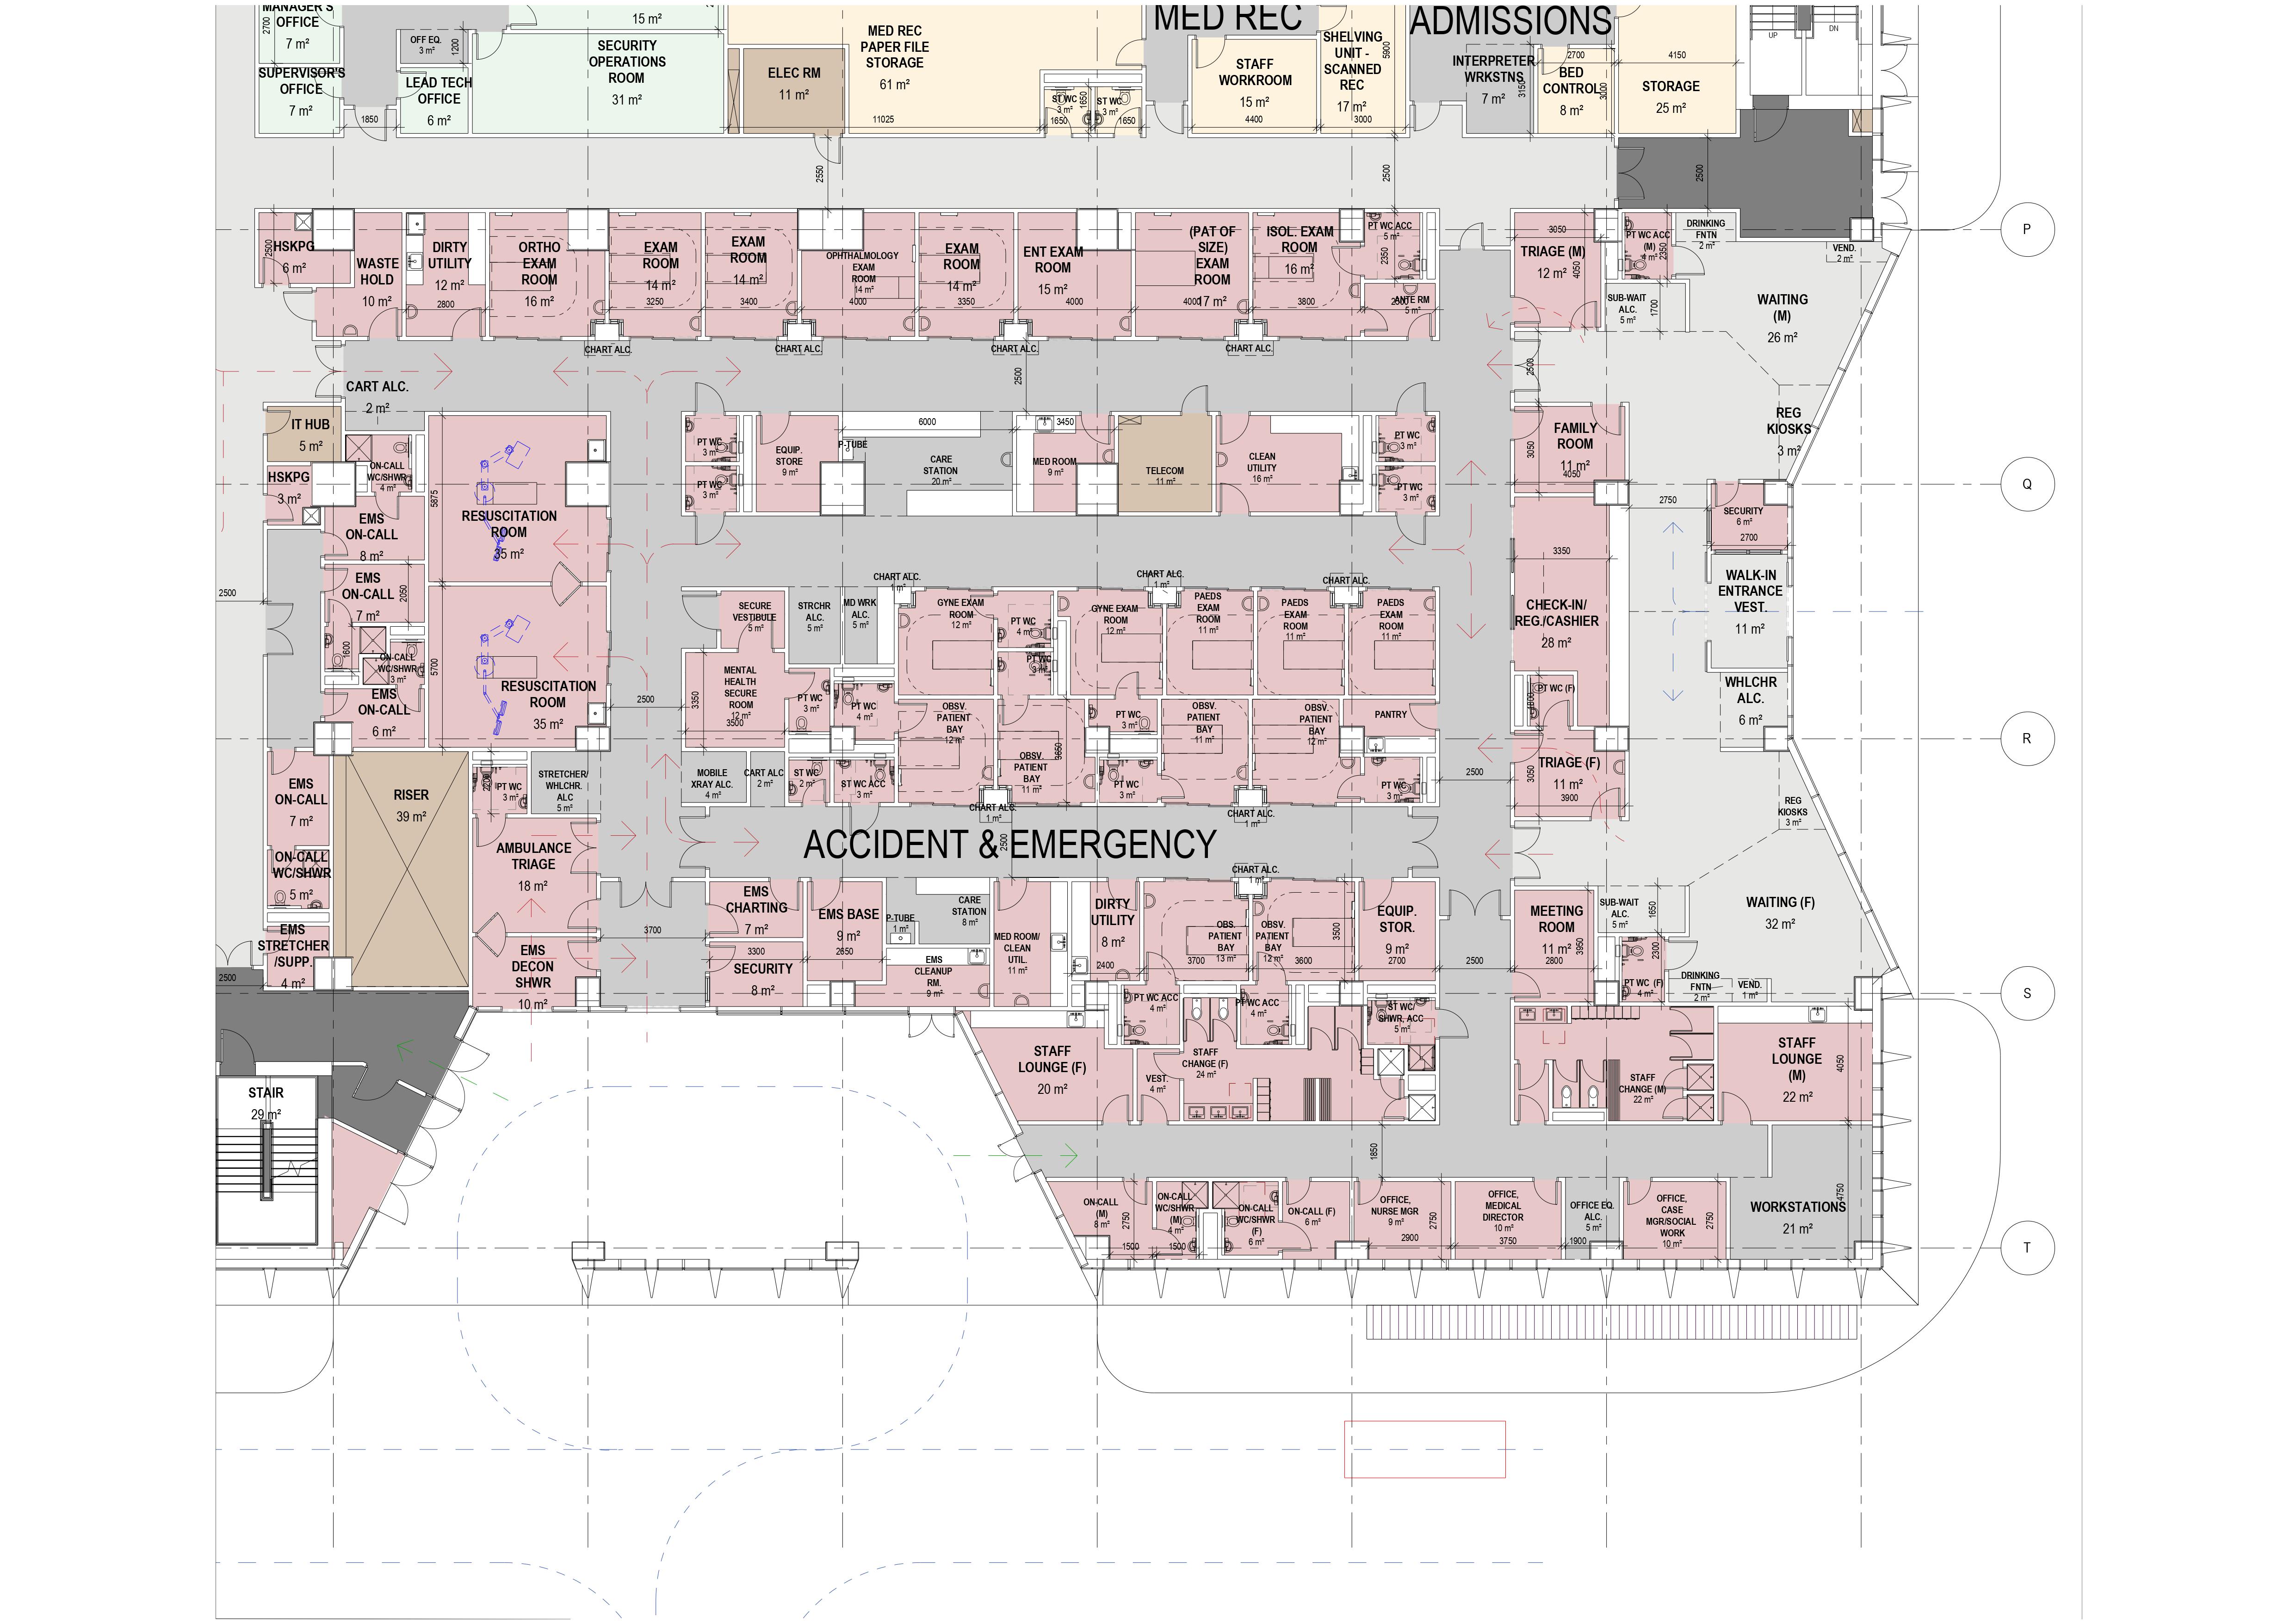 MANAGER'S
OFFICE
7 m²
2700
OFF EQ.
3 m²
1200
15 m²
SECURITY
OPERATIONS
ROOM
31 m²
MED REC
PAPER FILE
STORAGE
61 m²
MED REC
ADMISSIONS
SHELVING
UNIT -
SCANNED
REC
17 m²
5900
UP
DN
SUPERVISOR'S
OFFICE
7 m²
LEAD TECH
OFFICE
6 m²
1850
ELEC RM
11 m²
11025
ST WC
3 m²
1650
1650
ST WC
3 m²
1650
STAFF
WORKROOM
15 m²
4400
3000
INTERPRETER
WRKSTNS
7 m²
3150
2700
BED
CONTROL
8 m²
3000
4150
STORAGE
25 m²
2550
2500
2500
HSKPG
6 m²
2500
WASTE
HOLD
10 m²
DIRTY
UTILITY
12 m²
2800
ORTHO
EXAM
ROOM
16 m²
EXAM
ROOM
14 m²
3250
EXAM
ROOM
14 m²
3400
OPHTHALMOLOGY
EXAM
ROOM
14 m²
4000
EXAM
ROOM
14 m²
3350
ENT EXAM
ROOM
15 m²
4000
(PAT OF
SIZE)
EXAM
ROOM
17 m²
4000
ISOL. EXAM
ROOM
16 m²
3800
PT WC ACC
5 m²
2350
ANTE RM
5 m²
3050
TRIAGE (M)
12 m²
4050
PT WC ACC
(M)
4 m²
2350
DRINKING
FNTN
2 m²
VEND.
2 m²
SUB-WAIT
ALC.
5 m²
1700
WAITING
(M)
26 m²
P
CHART ALC.
CHART ALC.
CHART ALC.
CHART ALC.
CART ALC.
2 m²
2500
2500
REG
KIOSKS
3 m²
IT HUB
5 m²
ON-CALL
WC/SHWR
4 m²
HSKPG
3 m²
EMS
ON-CALL
8 m²
5875
RESUSCITATION
ROOM
35 m²
PT WC
3 m²
PT WC
3 m²
EQUIP.
STORE
9 m²
P-TUBE
6000
CARE
STATION
20 m²
3450
MED ROOM
9 m²
TELECOM
11 m²
CLEAN
UTILITY
16 m²
PT WC
3 m²
PT WC
3 m²
FAMILY
ROOM
11 m²
3050
4050
2750
SECURITY
6 m²
2700
Q
EMS
ON-CALL
7 m²
2050
2500
1600
ON-CALL
WC/SHWR
3 m²
EMS
ON-CALL
6 m²
5700
RESUSCITATION
ROOM
35 m²
2500
SECURE
VESTIBULE
5 m²
STRCHR
ALC.
5 m²
MD WRK
ALC.
5 m²
CHART ALC.
1 m²
GYNE EXAM
ROOM
12 m²
PT WC
4 m²
PT WC
3 m²
CHART ALC.
1 m²
GYNE EXAM
ROOM
12 m²
PAEDS
EXAM
ROOM
11 m²
PAEDS
EXAM
ROOM
11 m²
CHART ALC.
PAEDS
EXAM
ROOM
11 m²
3350
CHECK-IN/
REG./CASHIER
28 m²
WALK-IN
ENTRANCE
VEST.
11 m²
MENTAL
HEALTH
SECURE
ROOM
12 m²
3350
3500
PT WC
3 m²
PT WC
4 m²
OBSV.
PATIENT
BAY
12 m²
OBSV.
PATIENT
BAY
11 m²
3650
PT WC
3 m²
OBSV.
PATIENT
BAY
11 m²
OBSV.
PATIENT
BAY
12 m²
PANTRY
PT WC (F)
1800
WHLCHR
ALC.
6 m²
R
EMS
ON-CALL
7 m²
RISER
39 m²
2200
PT WC
3 m²
STRETCHER/
WHLCHR.
ALC
5 m²
MOBILE
XRAY ALC.
4 m²
CART ALC
2 m²
ST WC
2 m²
ST WC ACC
3 m²
PT WC
3 m²
PT WC
3 m²
2500
TRIAGE (F)
11 m²
3050
3900
REG
KIOSKS
3 m²
CHART ALC.
1 m²
CHART ALC.
1 m²
ACCIDENT & EMERGENCY
2500
ON-CALL
WC/SHWR
5 m²
AMBULANCE
TRIAGE
18 m²
EMS
STRETCHER
/SUPP.
4 m²
EMS
DECON
SHWR
10 m²
3700
EMS
CHARTING
7 m²
3300
SECURITY
8 m²
EMS BASE
9 m²
2650
P-TUBE
1 m²
CARE
STATION
8 m²
EMS
CLEANUP
RM.
9 m²
MED ROOM/
CLEAN
UTIL.
11 m²
DIRTY
UTILITY
8 m²
2400
CHART ALC.
1 m²
OBS.
PATIENT
BAY
13 m²
3700
OBSV.
PATIENT
BAY
12 m²
3600
3500
EQUIP.
STOR.
9 m²
2700
2500
MEETING
ROOM
11 m²
2800
3950
SUB-WAIT
ALC.
5 m²
1650
WAITING (F)
32 m²
2300
PT WC (F)
4 m²
DRINKING
FNTN
2 m²
VEND.
1 m²
2500
S
STAIR
29 m²
STAFF
LOUNGE (F)
20 m²
PT WC ACC
4 m²
PT WC ACC
4 m²
VEST.
4 m²
STAFF
CHANGE (F)
24 m²
ST WC/
SHWR, ACC
5 m²
STAFF
CHANGE (M)
22 m²
STAFF
LOUNGE
(M)
22 m²
4050
1850
ON-CALL
(M)
8 m²
2750
1500
ON-CALL
WC/SHWR
(M)
4 m²
1500
ON-CALL
WC/SHWR
(F)
6 m²
ON-CALL (F)
6 m²
OFFICE,
NURSE MGR
9 m²
2900
2750
OFFICE,
MEDICAL
DIRECTOR
10 m²
3750
OFFICE EQ.
ALC.
5 m²
1900
OFFICE,
CASE
MGR/SOCIAL
WORK
10 m²
2750
WORKSTATIONS
21 m²
4750
T